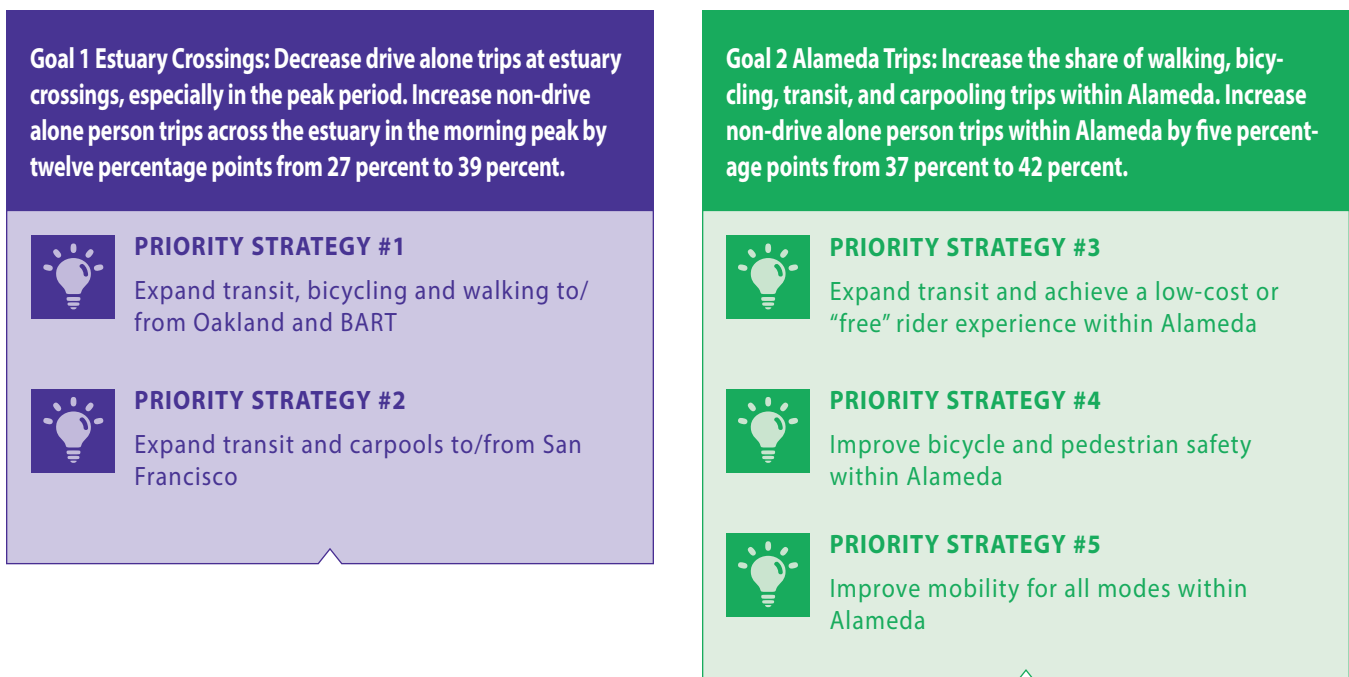 Goal 1 Estuary Crossings: Decrease drive alone trips at estuary
crossings, especially in the peak period. Increase non-drive
alone person trips across the estuary in the morning peak by
twelve percentage points from 27 percent to 39 percent.
PRIORITY STRATEGY #1
Expand transit, bicycling and walking to/
from Oakland and BART
PRIORITY STRATEGY #2
Expand transit and carpools to/from San
Francisco
Goal 2 Alameda Trips: Increase the share of walking, bicy-
cling, transit, and carpooling trips within Alameda. Increase
non-drive alone person trips within Alameda by five percent-
age points from 37 percent to 42 percent.
PRIORITY STRATEGY #3
Expand transit and achieve a low-cost or
“free” rider experience within Alameda
PRIORITY STRATEGY #4
Improve bicycle and pedestrian safety
within Alameda
PRIORITY STRATEGY #5
Improve mobility for all modes within
Alameda